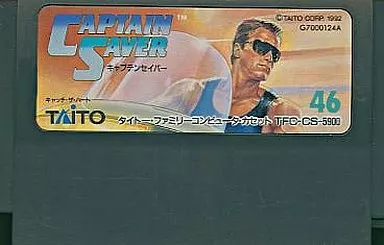 CAPTAIN SAVER™
キャプテンセイバー
©TAITO CORP. 1992
G7000124A
46
キャッチ・ザ・ハート
TAITO
タイトー・ファミリーコンピュータ・カセット TFC-CS-5900